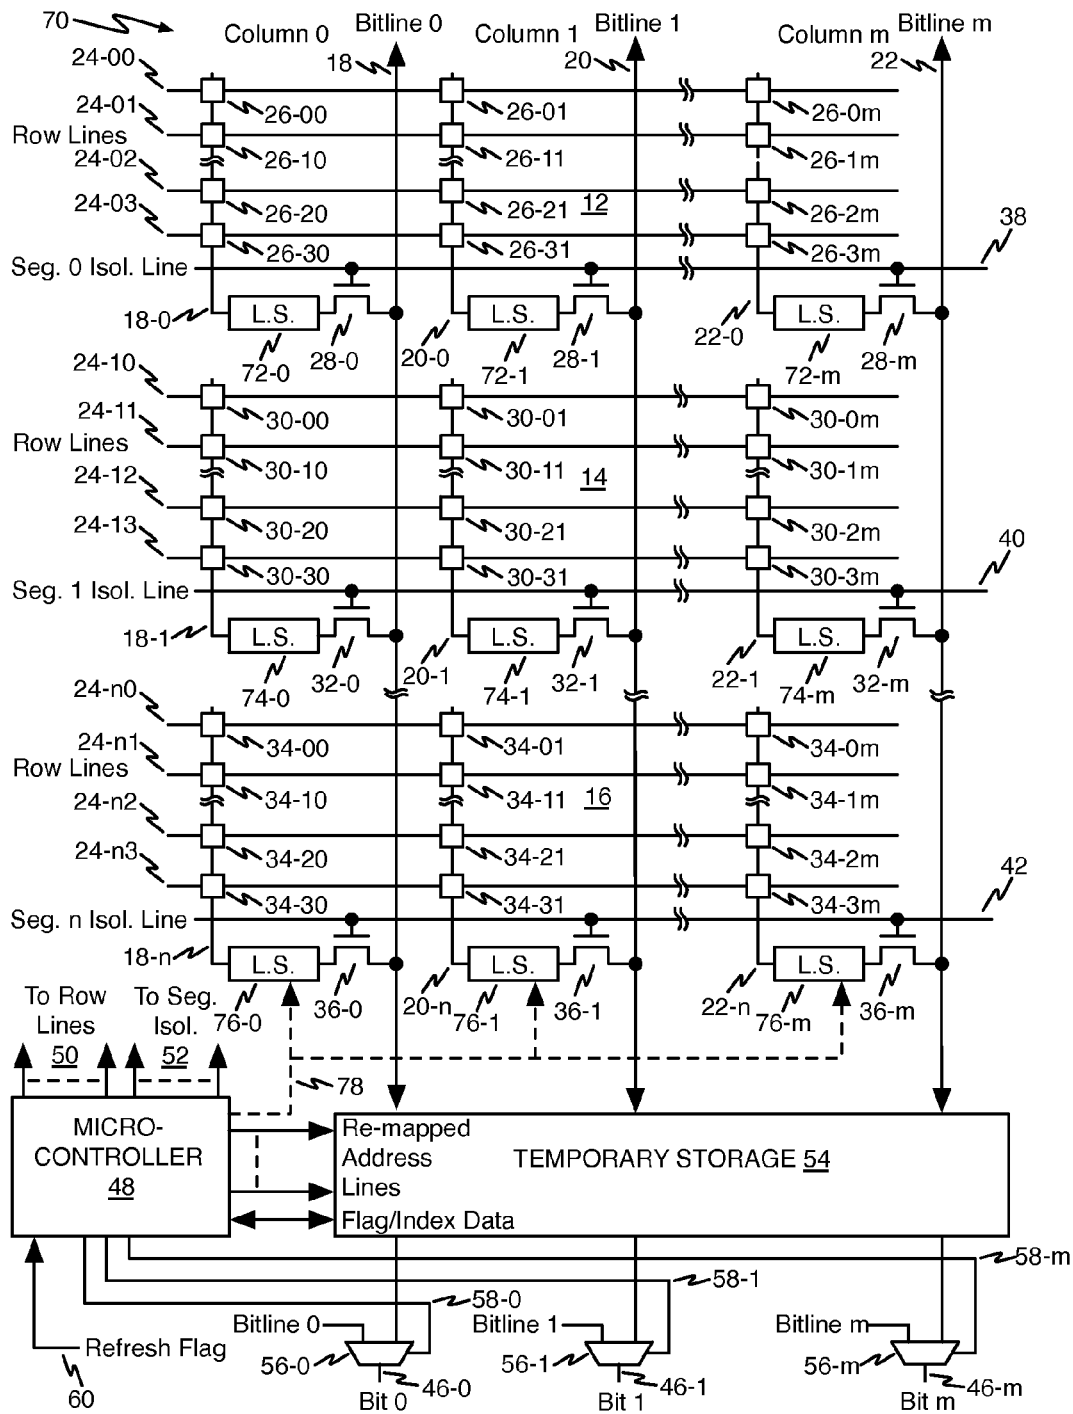 70
Column 0
Bitline 0
Column 1
Bitline 1
Column m
Bitline m
24-00
18
20
22
24-01
26-00
26-01
26-0m
Row Lines
24-02
26-10
26-11
26-1m
24-03
26-20
26-21
12
26-2m
38
26-30
26-31
26-3m
Seg. 0 Isol. Line
18-0
L.S.
L.S.
L.S.
72-0
28-0
20-0
72-1
28-1
22-0
72-m
28-m
24-10
24-11
30-00
30-01
30-0m
Row Lines
24-12
30-10
30-11
14
30-1m
24-13
30-20
30-21
30-2m
40
30-30
30-31
30-3m
Seg. 1 Isol. Line
18-1
L.S.
L.S.
L.S.
74-0
32-0
20-1
74-1
32-1
22-1
74-m
32-m
24-n0
24-n1
34-00
34-01
34-0m
Row Lines
24-n2
34-10
34-11
16
34-1m
24-n3
34-20
34-21
34-2m
42
34-30
34-31
34-3m
Seg. n Isol. Line
18-n
L.S.
L.S.
L.S.
76-0
36-0
20-n
76-1
36-1
22-n
76-m
36-m
To Row
Lines
50
To Seg.
Isol.
52
78
MICRO-
CONTROLLER
48
Re-mapped
Address
Lines
Flag/Index Data
TEMPORARY STORAGE 54
58-m
58-1
58-0
Bitline 0
Bitline 1
Bitline m
Refresh Flag
60
56-0
56-1
56-m
46-0
46-1
46-m
Bit 0
Bit 1
Bit m